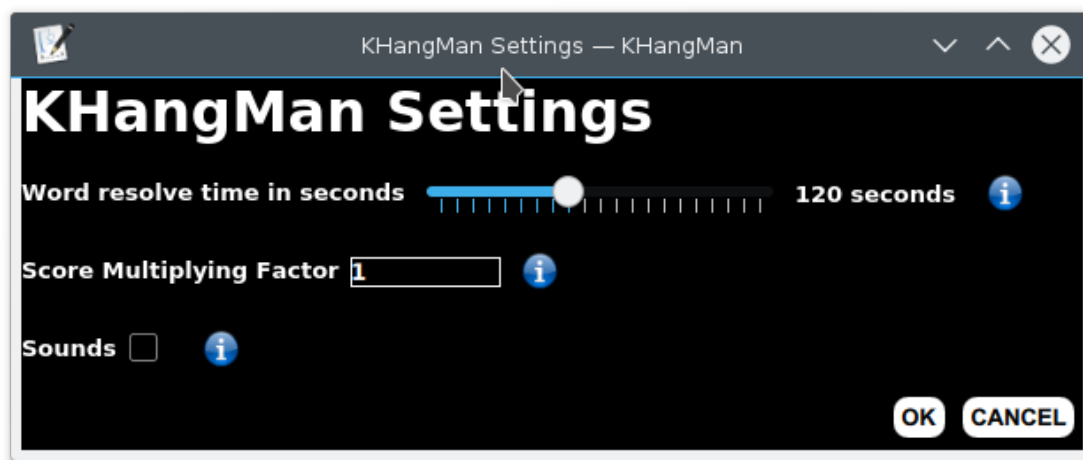 KHangMan Settings — KHangMan
KHangMan Settings
Word resolve time in seconds 120 seconds
Score Multiplying Factor 1
Sounds
OK CANCEL